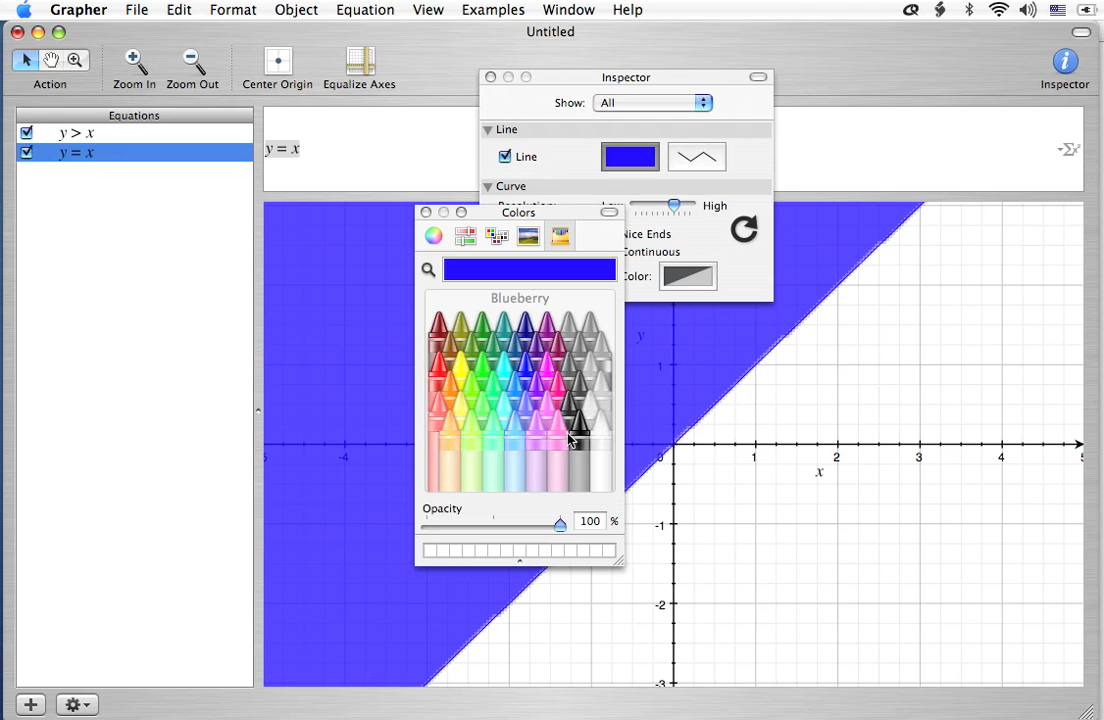 Grapher File Edit Format Object Equation View Examples Window Help
Untitled
Action Zoom In Zoom Out Center Origin Equalize Axes Inspector
Equations
y > x
y = x
y = x
Σx²
Inspector
Show: All
Line
Line
Curve
High
Nice Ends
Continuous
Color:
Colors
Blueberry
Opacity
100 %
y
1
-4 0 1 2 3 4 5
x
-1
-2
-3